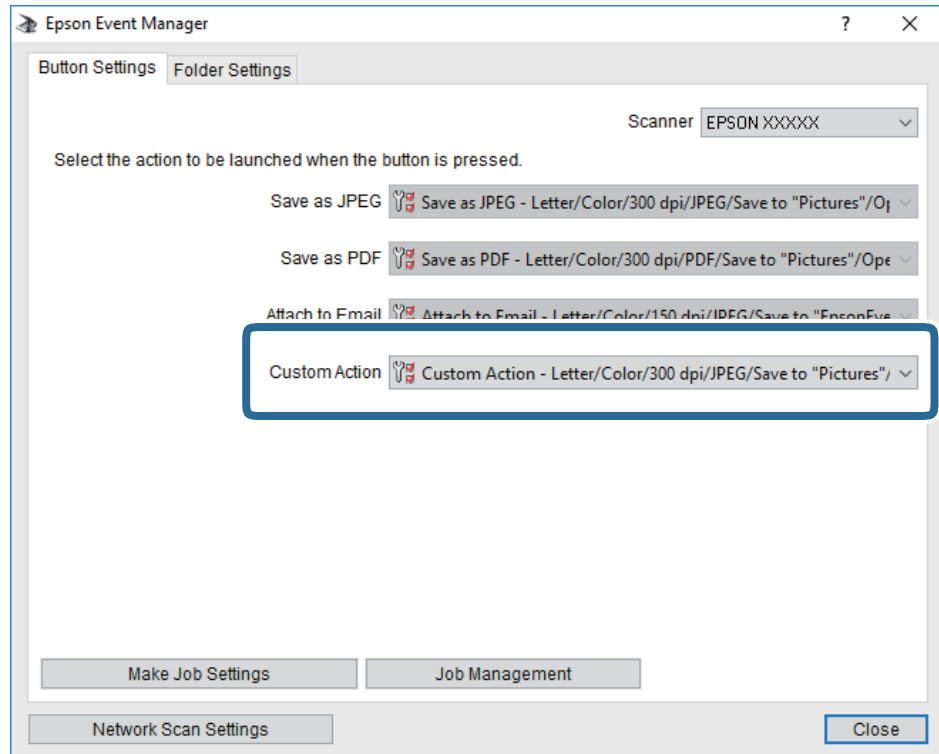 Epson Event Manager
Button Settings Folder Settings
Scanner EPSON XXXXX
Select the action to be launched when the button is pressed.
Save as JPEG Save as JPEG - Letter/Color/300 dpi/JPEG/Save to "Pictures"/Op
Save as PDF Save as PDF - Letter/Color/300 dpi/PDF/Save to "Pictures"/Ope
Attach to Email Attach to Email - Letter/Color/150 dpi/JPEG/Save to "EpsonEve
Custom Action Custom Action - Letter/Color/300 dpi/JPEG/Save to "Pictures"/
Make Job Settings Job Management
Network Scan Settings Close